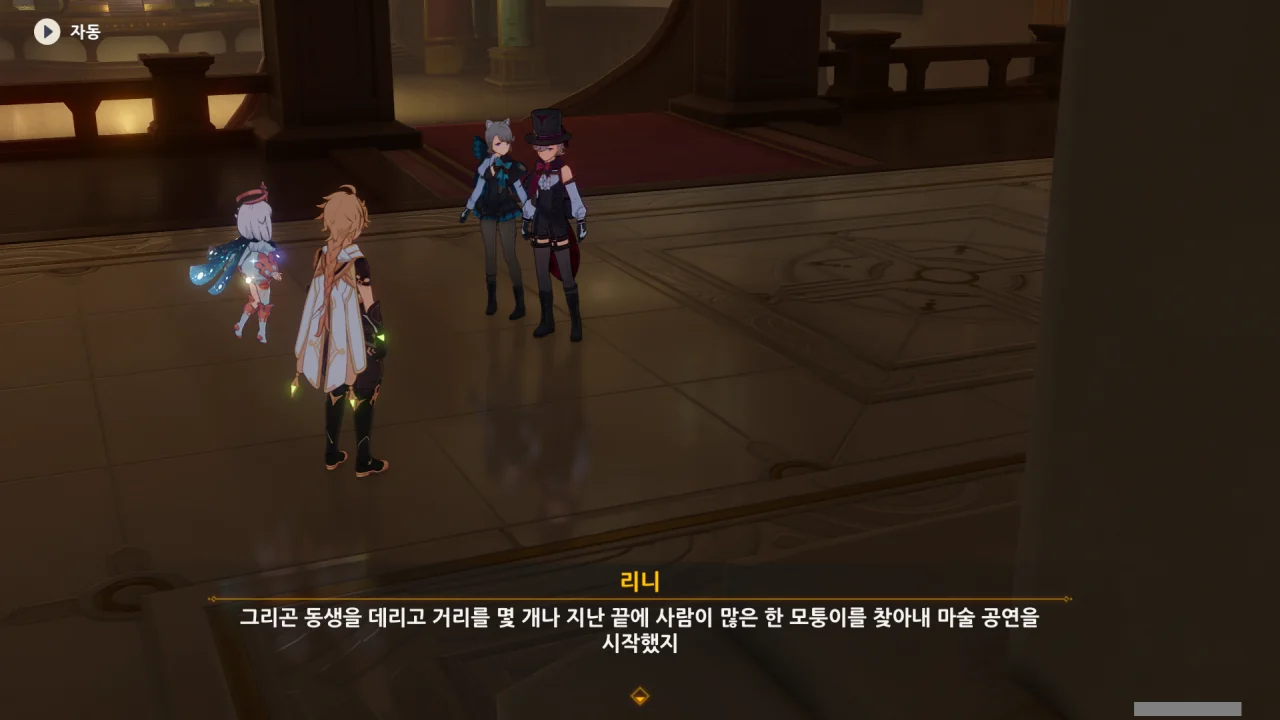 자동
리니
그리곤 동생을 데리고 거리를 몇 개나 지난 끝에 사람이 많은 한 모퉁이를 찾아내 마술 공연을
시작했지